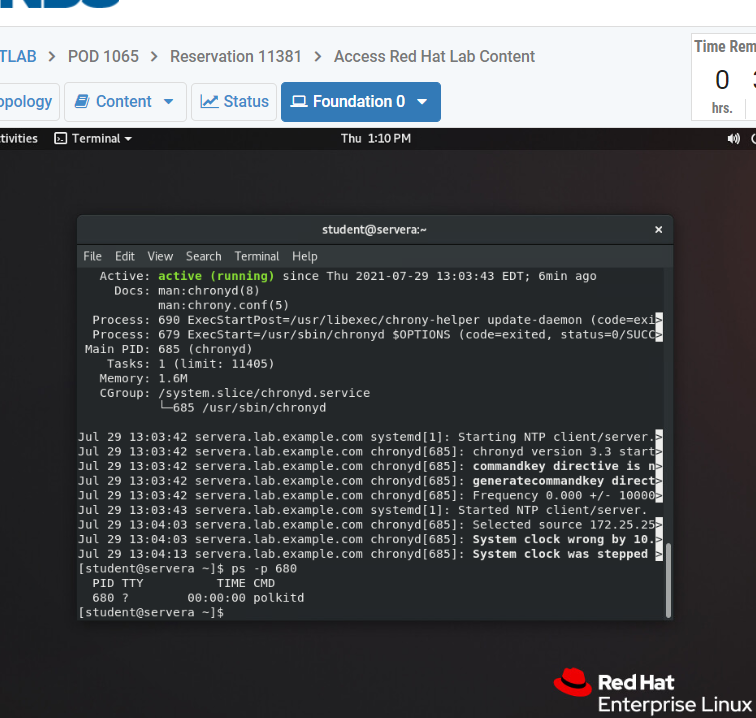 TLAB > POD 1065 > Reservation 11381 > Access Red Hat Lab Content
Time Rem
0
hrs.
opology
Content
Status
Foundation 0
tivities
Terminal
Thu 1:10 PM
student@servera:~
File Edit View Search Terminal Help
Active: active (running) since Thu 2021-07-29 13:03:43 EDT; 6min ago
Docs: man:chronyd(8)
man:chrony.conf(5)
Process: 690 ExecStartPost=/usr/libexec/chrony-helper update-daemon (code=exi>
Process: 679 ExecStart=/usr/sbin/chronyd $OPTIONS (code=exited, status=0/SUCC>
Main PID: 685 (chronyd)
Tasks: 1 (limit: 11405)
Memory: 1.6M
CGroup: /system.slice/chronyd.service
└─685 /usr/sbin/chronyd
Jul 29 13:03:42 servera.lab.example.com systemd[1]: Starting NTP client/server.>
Jul 29 13:03:42 servera.lab.example.com chronyd[685]: chronyd version 3.3 start>
Jul 29 13:03:42 servera.lab.example.com chronyd[685]: commandkey directive is n>
Jul 29 13:03:42 servera.lab.example.com chronyd[685]: generatecommandkey direct>
Jul 29 13:03:42 servera.lab.example.com chronyd[685]: Frequency 0.000 +/- 10000>
Jul 29 13:03:43 servera.lab.example.com systemd[1]: Started NTP client/server.
Jul 29 13:04:03 servera.lab.example.com chronyd[685]: Selected source 172.25.25>
Jul 29 13:04:03 servera.lab.example.com chronyd[685]: System clock wrong by 10.>
Jul 29 13:04:13 servera.lab.example.com chronyd[685]: System clock was stepped >
[student@servera ~]$ ps -p 680
PID TTY TIME CMD
680 ? 00:00:00 polkitd
[student@servera ~]$
Red Hat
Enterprise Linux